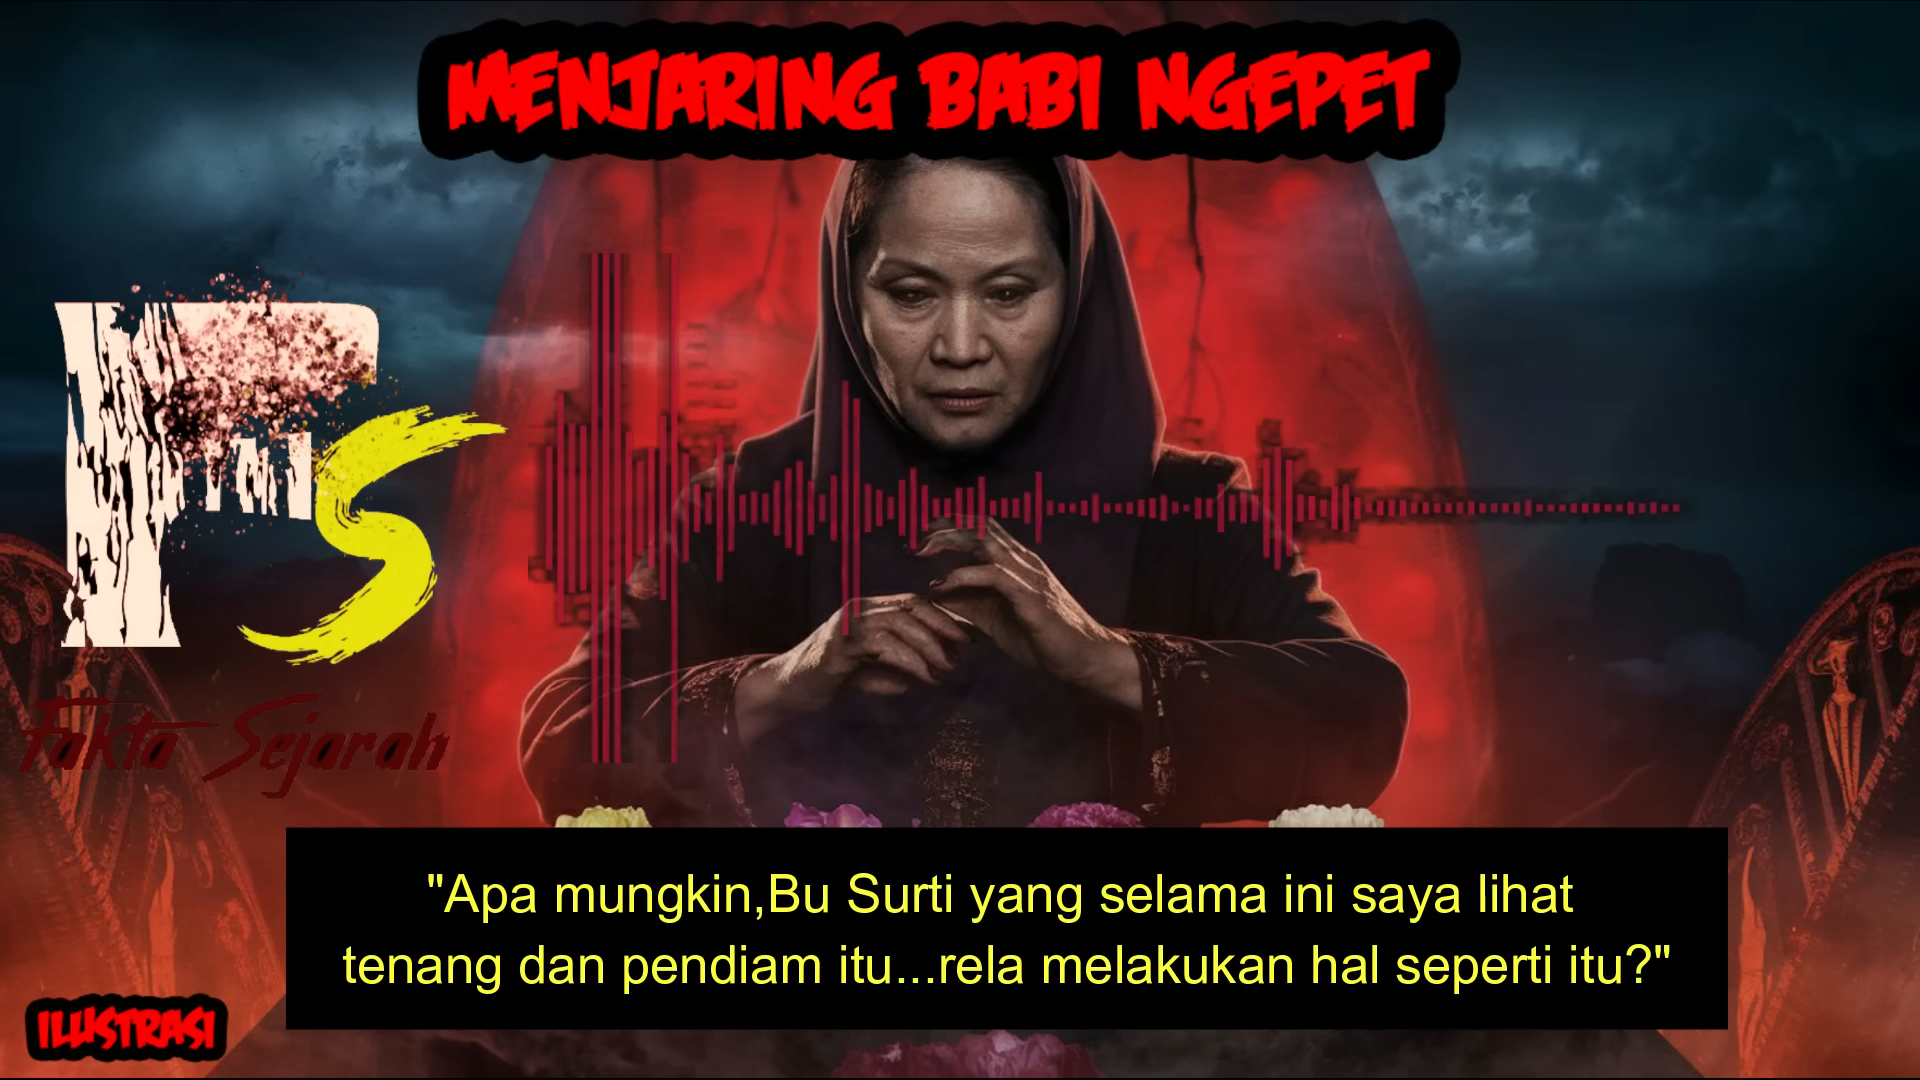 MENJARING BABI NGEPET
FS
Fakta Sejarah
"Apa mungkin,Bu Surti yang selama ini saya lihat
tenang dan pendiam itu...rela melakukan hal seperti itu?"
ILUSTRASI